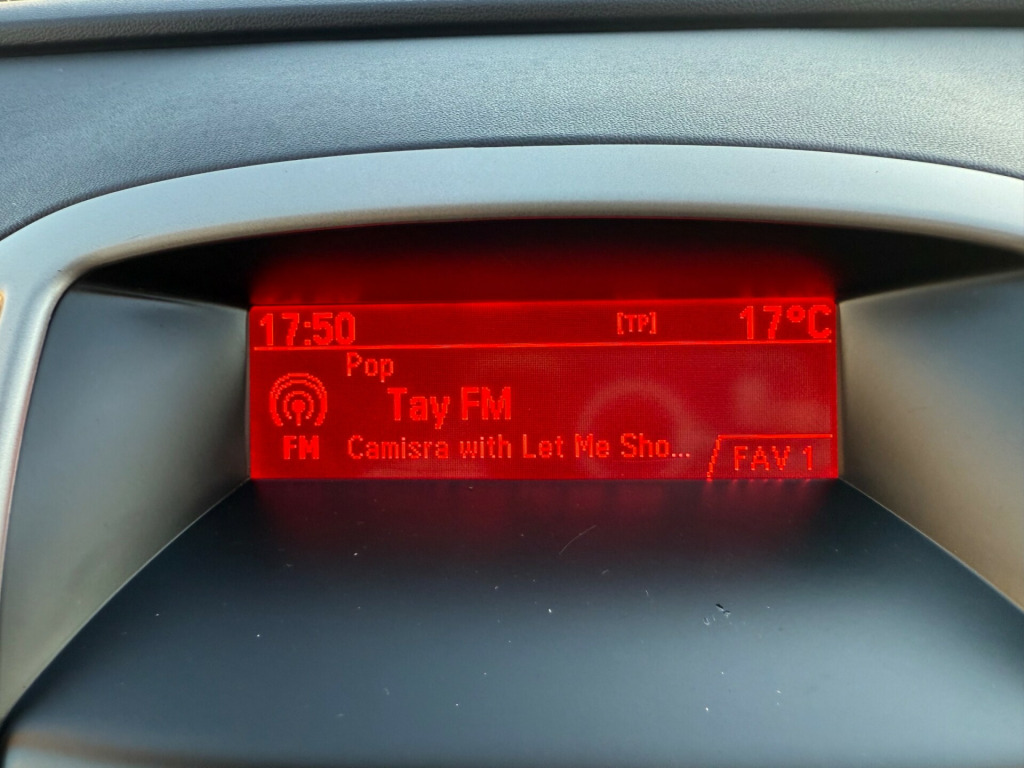 17:50 [TP] 17°C
Pop
Tay FM
FM Camisra with Let Me Sho... FAV 1